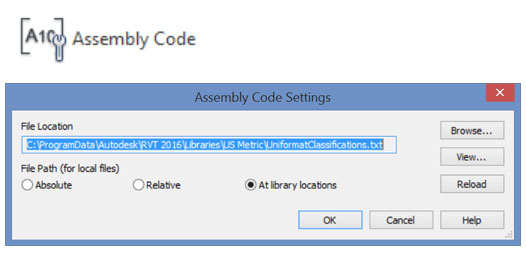 A10
Assembly Code
Assembly Code Settings
File Location
C:\ProgramData\Autodesk\RVT 2016\Libraries\US Metric\UniformatClassifications.txt
Browse...
View...
File Path (for local files)
Absolute
Relative
At library locations
Reload
OK
Cancel
Help